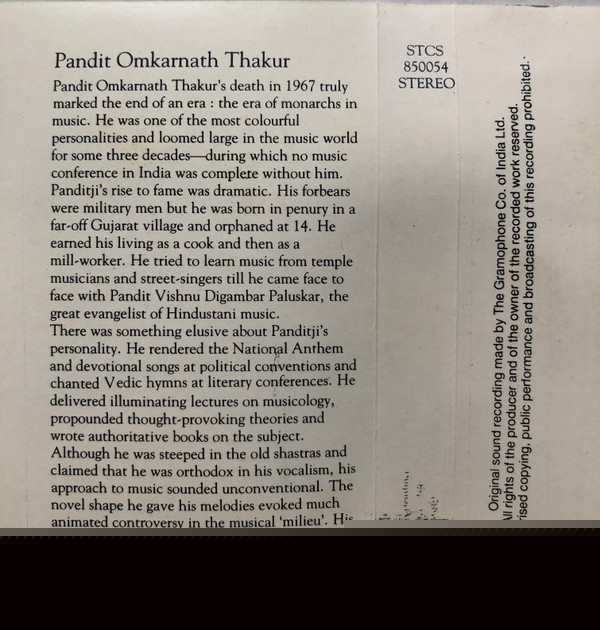 Pandit Omkarnath Thakur
Pandit Omkarnath Thakur's death in 1967 truly
marked the end of an era : the era of monarchs in
music. He was one of the most colourful
personalities and loomed large in the music world
for some three decades—during which no music
conference in India was complete without him.
Panditji's rise to fame was dramatic. His forbears
were military men but he was born in penury in a
far-off Gujarat village and orphaned at 14. He
earned his living as a cook and then as a
mill-worker. He tried to learn music from temple
musicians and street-singers till he came face to
face with Pandit Vishnu Digambar Paluskar, the
great evangelist of Hindustani music.
There was something elusive about Panditji's
personality. He rendered the National Anthem
and devotional songs at political conventions and
chanted Vedic hymns at literary conferences. He
delivered illuminating lectures on musicology,
propounded thought-provoking theories and
wrote authoritative books on the subject.
Although he was steeped in the old shastras and
claimed that he was orthodox in his vocalism, his
approach to music sounded unconventional. The
novel shape he gave his melodies evoked much
animated controversy in the musical 'milieu'. His
STCS
850054
STEREO
Original sound recording made by The Gramophone Co. of India Ltd.
All rights of the producer and of the owner of the recorded work reserved.
rised copying, public performance and broadcasting of this recording prohibited.